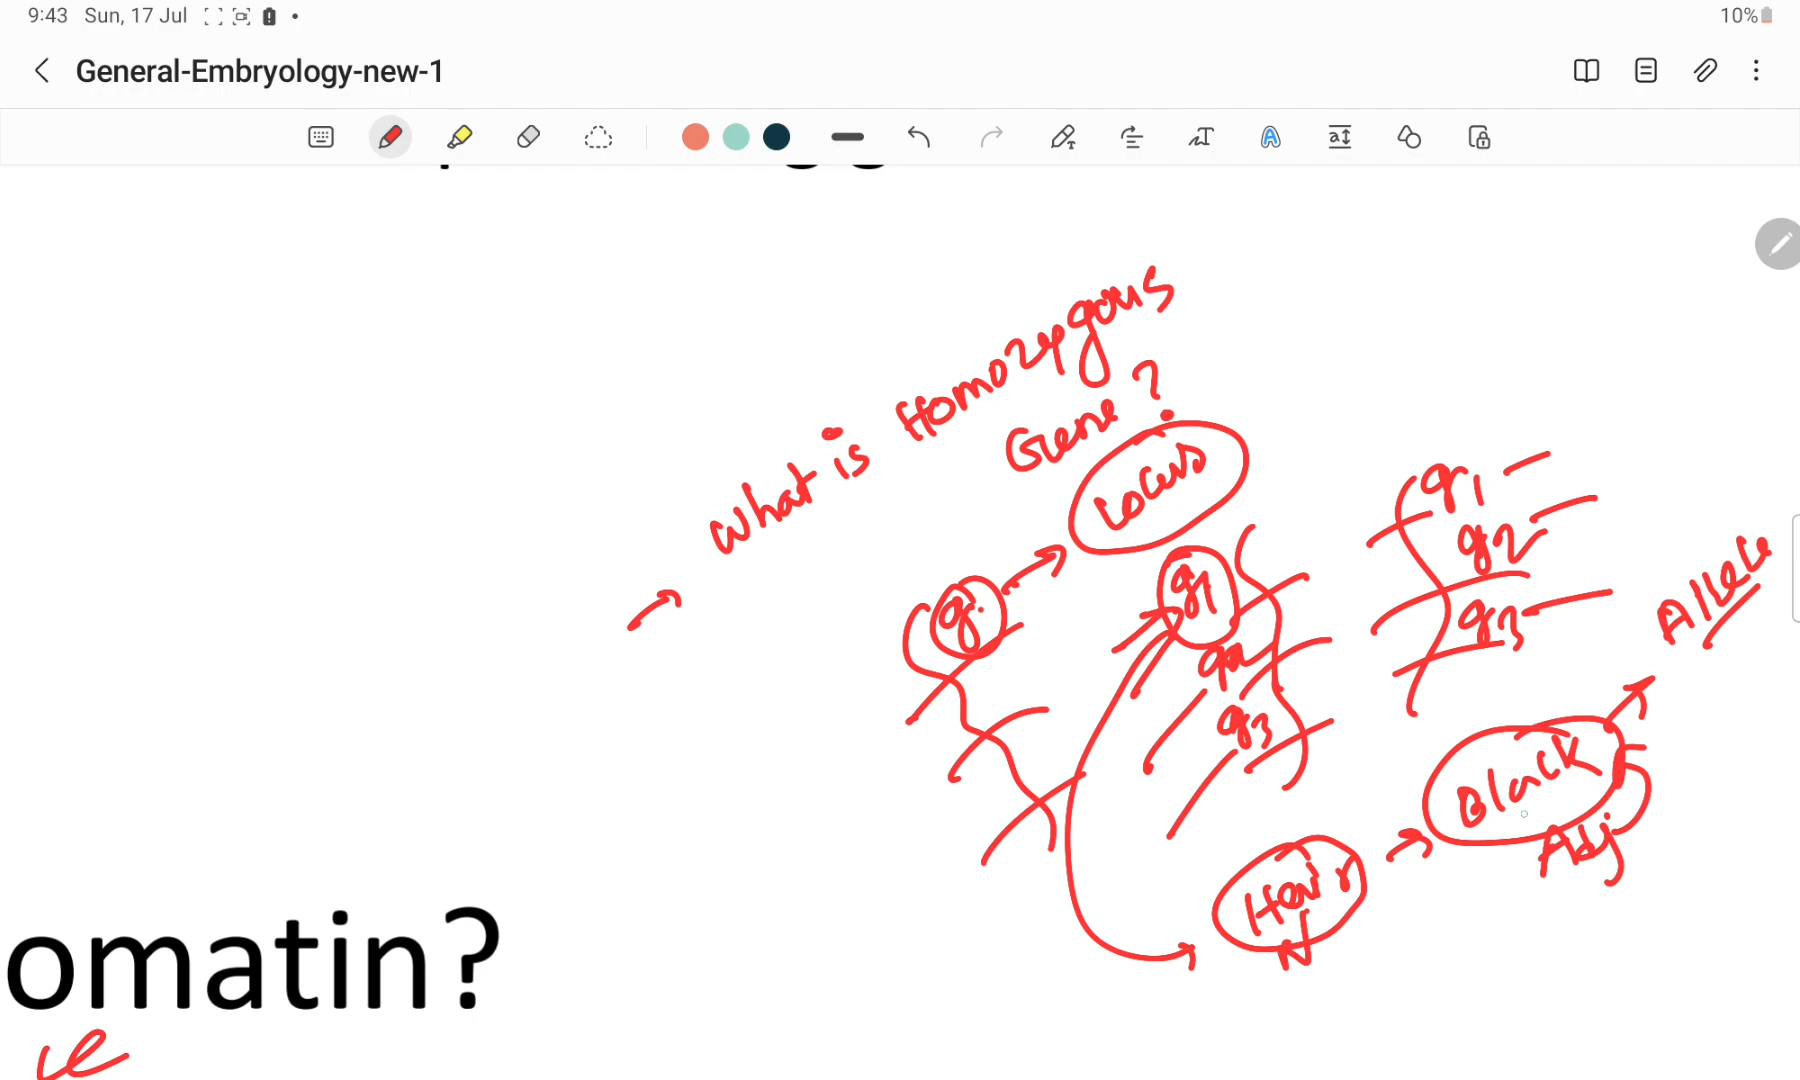 9:43 Sun, 17 Jul
10%
General-Embryology-new-1
What is Homozygous
Gene?
Locus
g.
g1
g2
g3
g1
g2
g3
Allele
Black
Adj
Hair
N
omatin?